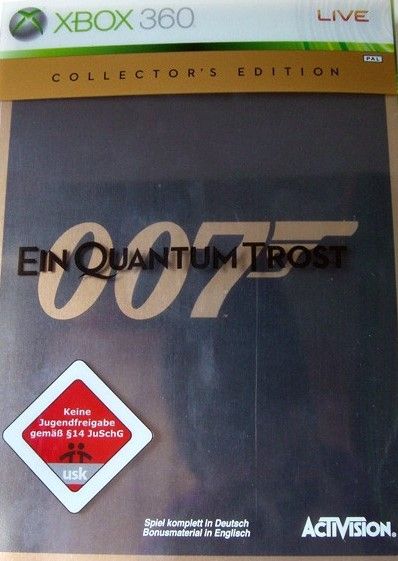 XBOX 360
LIVE
COLLECTOR'S EDITION
PAL
007
EIN QUANTUM TROST
Keine
Jugendfreigabe
gemäß §14 JuSchG
usk
Spiel komplett in Deutsch
Bonusmaterial in Englisch
ACTIVISION.